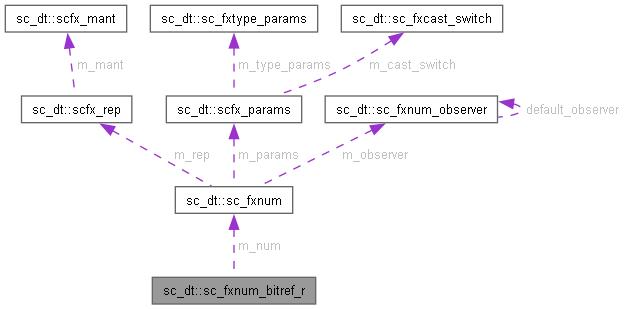 sc_dt::scfx_mant
sc_dt::sc_fxtype_params
sc_dt::sc_fxcast_switch
m_mant
m_type_params
m_cast_switch
sc_dt::scfx_rep
sc_dt::scfx_params
sc_dt::sc_fxnum_observer
default_observer
m_rep
m_params
m_observer
sc_dt::sc_fxnum
m_num
sc_dt::sc_fxnum_bitref_r